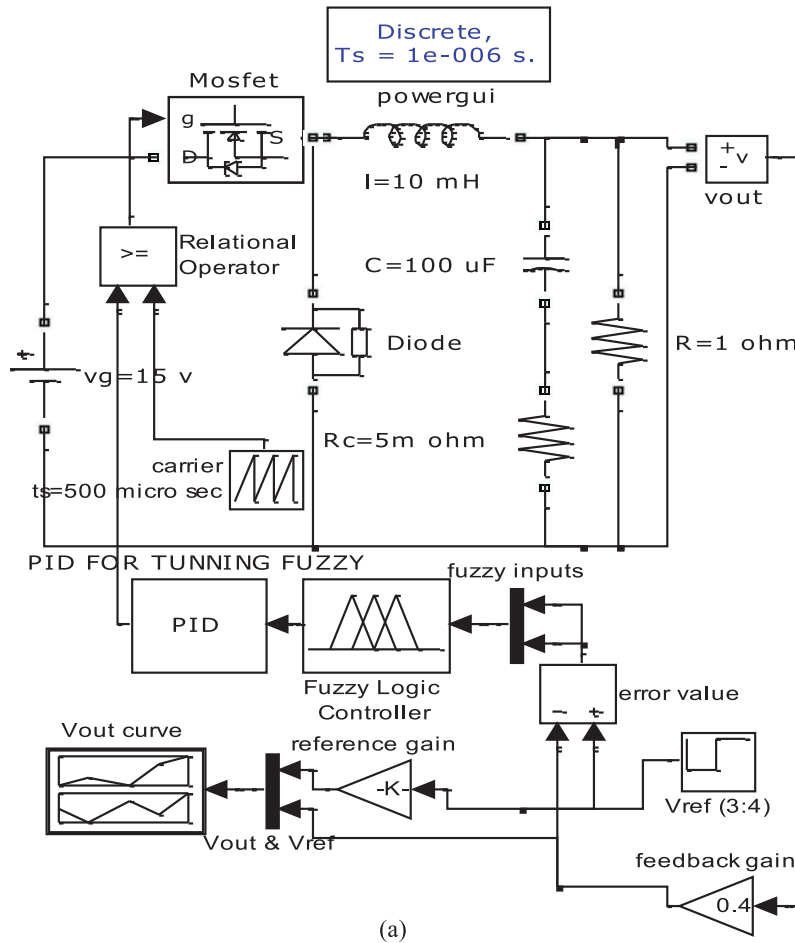 Discrete,
Ts = 1e-006 s.
powergui
Mosfet
g
D
S
l=10 mH
+
-
v
vout
>=
Relational
Operator
C=100 uF
+
vg=15 v
Diode
R=1 ohm
Rc=5m ohm
carrier
ts=500 micro sec
PID FOR TUNNING FUZZY
PID
Fuzzy Logic
Controller
fuzzy inputs
- +
error value
Vout curve
reference gain
-K-
Vout & Vref
Vref (3:4)
feedback gain
0.4
(a)